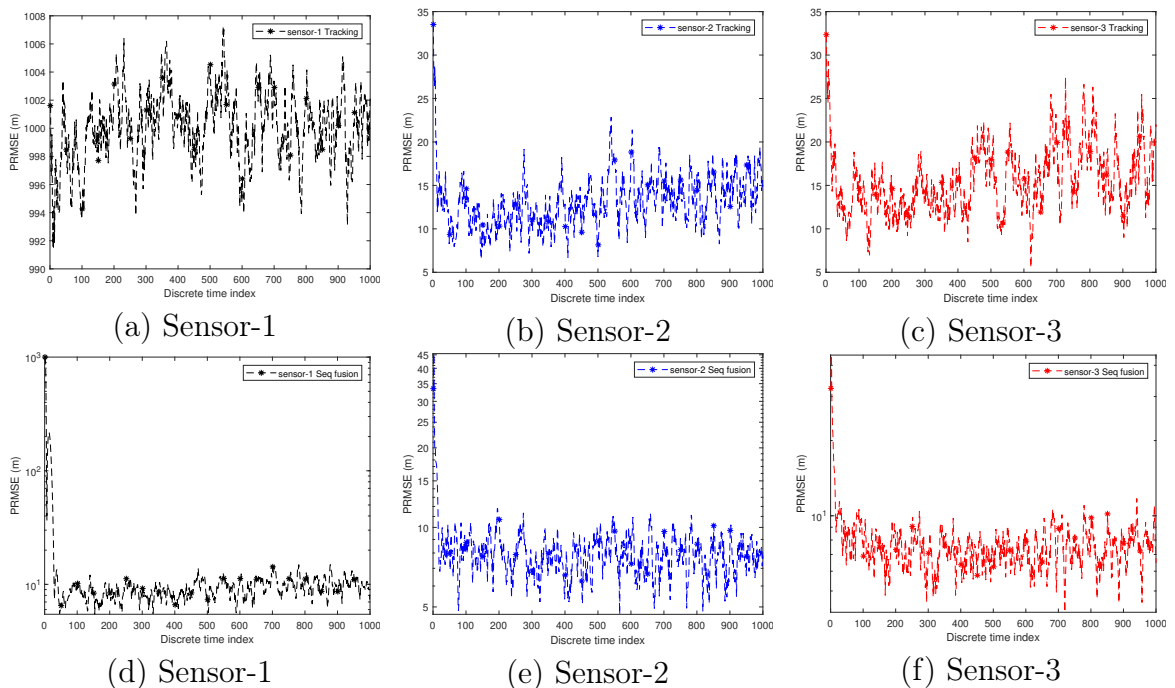 1008
1006
1004
1002
1000
998
996
994
992
990
PRMSE (m)
sensor-1 Tracking
0 100 200 300 400 500 600 700 800 900 1000
Discrete time index
(a) Sensor-1
35
30
25
20
15
10
5
PRMSE (m)
sensor-2 Tracking
0 100 200 300 400 500 600 700 800 900 1000
Discrete time index
(b) Sensor-2
35
30
25
20
15
10
5
PRMSE (m)
sensor-3 Tracking
0 100 200 300 400 500 600 700 800 900 1000
Discrete time index
(c) Sensor-3
10³
10²
10¹
PRMSE (m)
sensor-1 Seq fusion
0 100 200 300 400 500 600 700 800 900 1000
Discrete time index
(d) Sensor-1
45
40
35
30
25
20
15
10
5
PRMSE (m)
sensor-2 Seq fusion
0 100 200 300 400 500 600 700 800 900 1000
Discrete time index
(e) Sensor-2
10¹
PRMSE (m)
sensor-3 Seq fusion
0 100 200 300 400 500 600 700 800 900 1000
Discrete time index
(f) Sensor-3